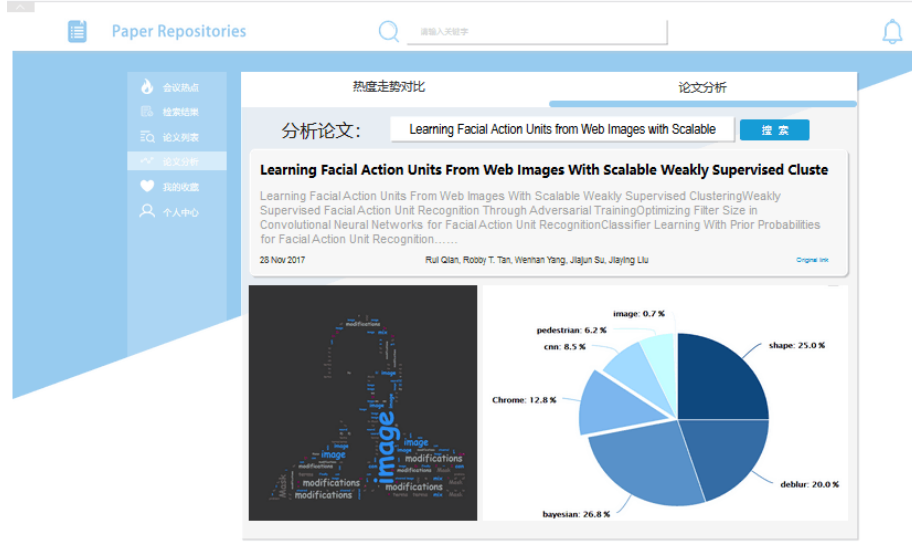 Paper Repositories
请输入关键字
会议热点
检索结果
论文列表
论文分析
我的收藏
个人中心
热度走势对比
论文分析
分析论文：
Learning Facial Action Units from Web Images with Scalable
搜 索
Learning Facial Action Units From Web Images With Scalable Weakly Supervised Cluste
Learning Facial Action Units From Web Images With Scalable Weakly Supervised ClusteringWeakly
Supervised Facial Action Unit Recognition Through Adversarial TrainingOptimizing Filter Size in
Convolutional Neural Networks for Facial Action Unit RecognitionClassifier Learning With Prior Probabilities
for Facial Action Unit Recognition……
28 Nov 2017
Rui Qian, Robby T. Tan, Wenhan Yang, Jiajun Su, Jiaying Liu
Original link
modifications
image
image
image
image
image
modifications
modifications
modifications
modifications
modifications
Mask
image: 0.7 %
pedestrian: 6.2 %
cnn: 8.5 %
Chrome: 12.8 %
bayesian: 26.8 %
shape: 25.0 %
deblur: 20.0 %